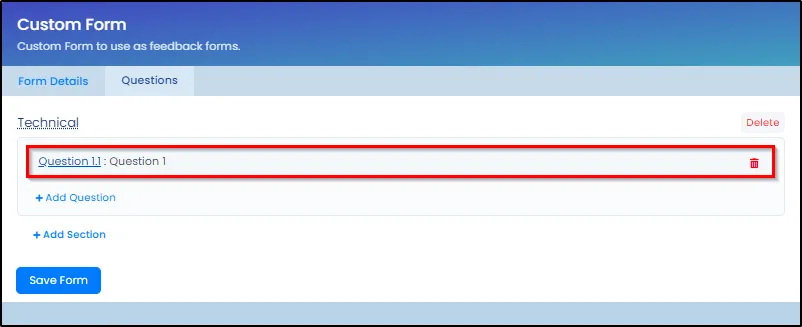 Custom Form
Custom Form to use as feedback forms.
Form Details Questions
Technical Delete
Question 1.1 : Question 1
+ Add Question
+ Add Section
Save Form